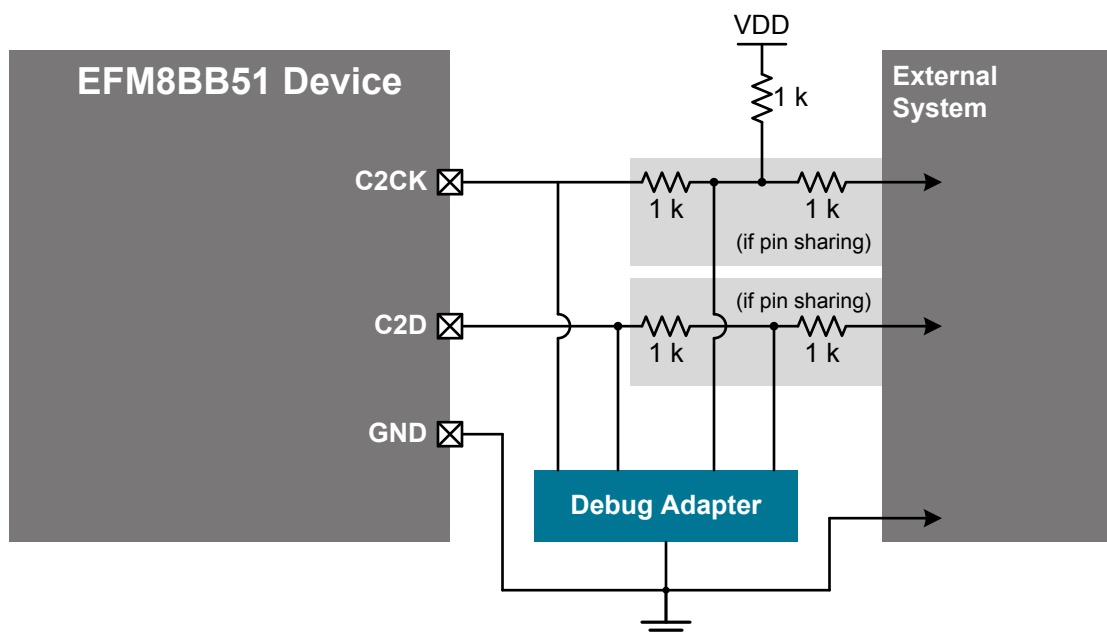 VDD
EFM8BB51 Device
External
System
1 k
C2CK
1 k
1 k
(if pin sharing)
(if pin sharing)
C2D
1 k
1 k
GND
Debug Adapter